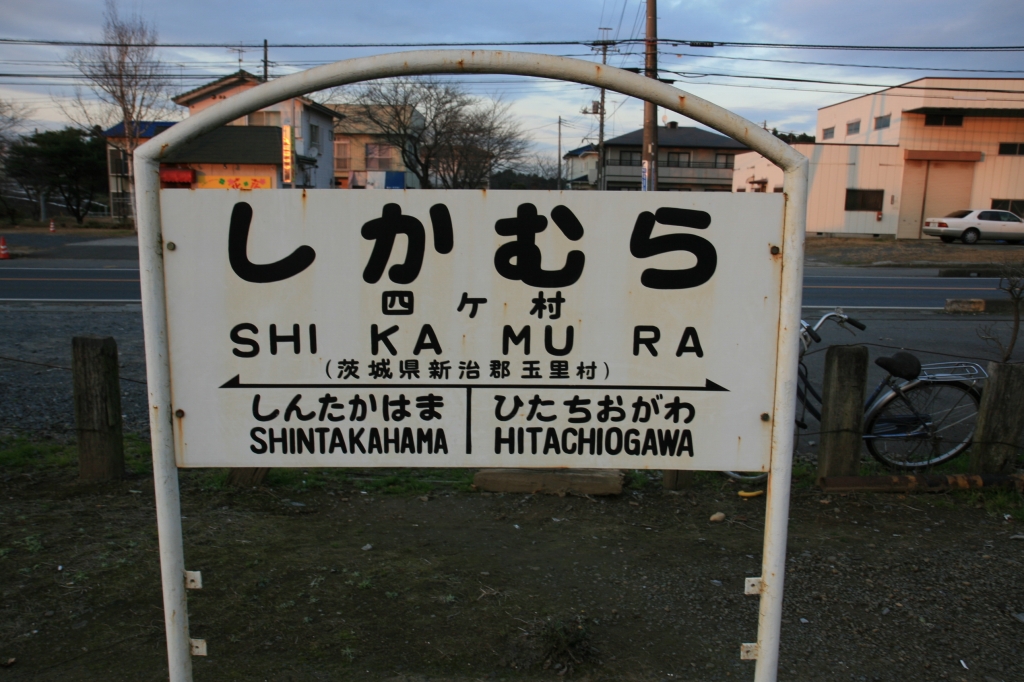 しかむら
四ケ村
SHI KA MU RA
(茨城県新治郡玉里村)
しんたかはま ひたちおがわ
SHINTAKAHAMA HITACHIOGAWA